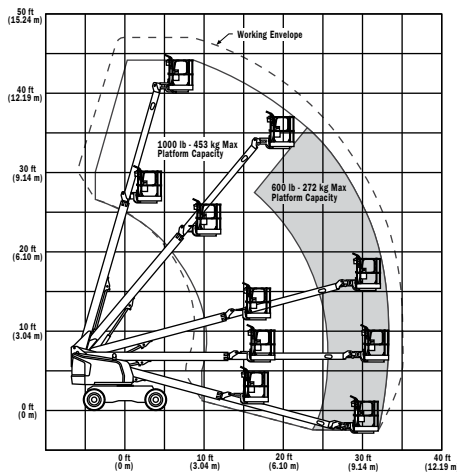 50 ft
(15.24 m)
Working Envelope
40 ft
(12.19 m)
1000 lb - 453 kg Max
Platform Capacity
30 ft
(9.14 m)
600 lb - 272 kg Max
Platform Capacity
20 ft
(6.10 m)
10 ft
(3.04 m)
0 ft
(0 m)
0 ft
(0 m)
10 ft
(3.04 m)
20 ft
(6.10 m)
30 ft
(9.14 m)
40 ft
(12.19 m